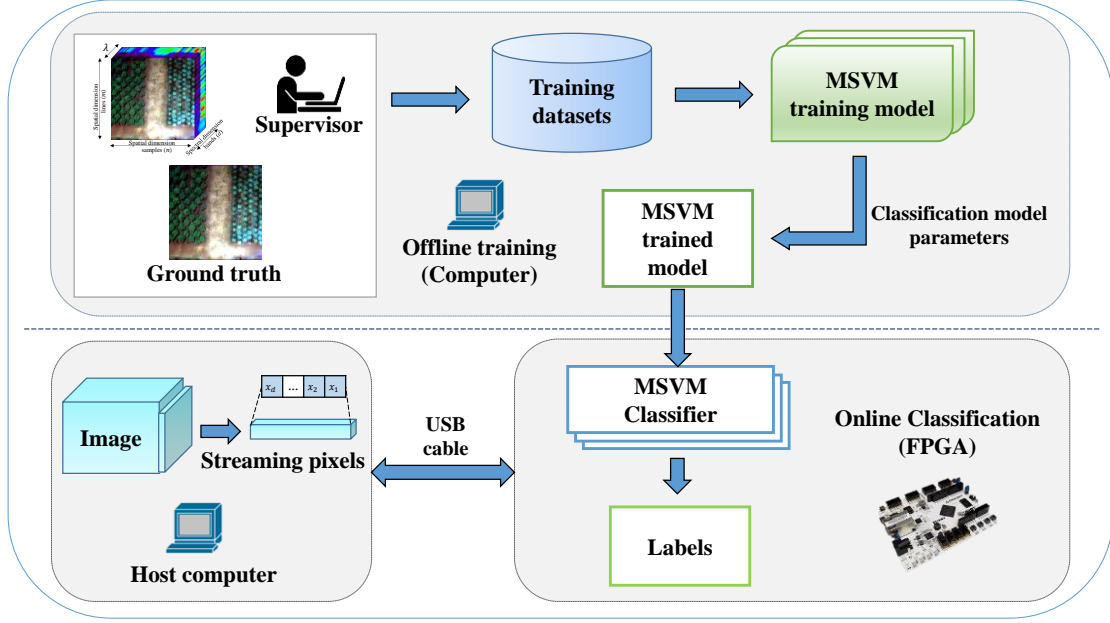 λ
Spatial dimension
lines (m)
Spatial dimension
samples (n)
Spectral dimension
bands (d)
Supervisor
Ground truth
Training
datasets
MSVM
training model
Classification model
parameters
MSVM
trained
model
Offline training
(Computer)
Image
x_d ... x_2 x_1
Streaming pixels
Host computer
USB
cable
MSVM
Classifier
Labels
Online Classification
(FPGA)